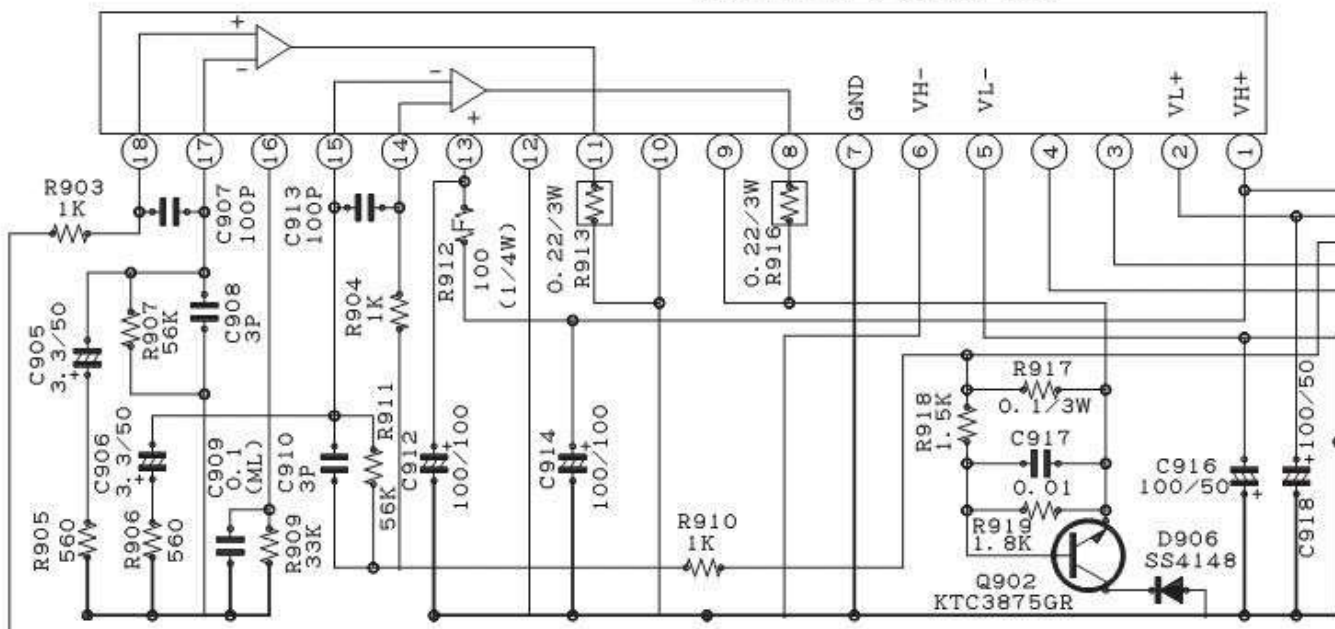 +
-
-
+
GND
VH-
VL-
VL+
VH+
18
17
16
15
14
13
12
11
10
9
8
7
6
5
4
3
2
1
R903
1K
C907
100P
C913
100P
R912
100
(1/4W)
0.22/3W
R913
0.22/3W
R916
C905
3.3/50
+
R907
56K
C908
3P
R904
1K
C906
3.3/50
+
C909
0.1
(ML)
C910
3P
R911
56K
C912
+
100/100
C914
+
100/100
R917
0.1/3W
R918
1.5K
C917
0.01
R919
1.8K
R910
1K
Q902
KTC3875GR
D906
SS4148
C916
100/50
+
+100/50
C918
R905
560
R906
560
R909
33K